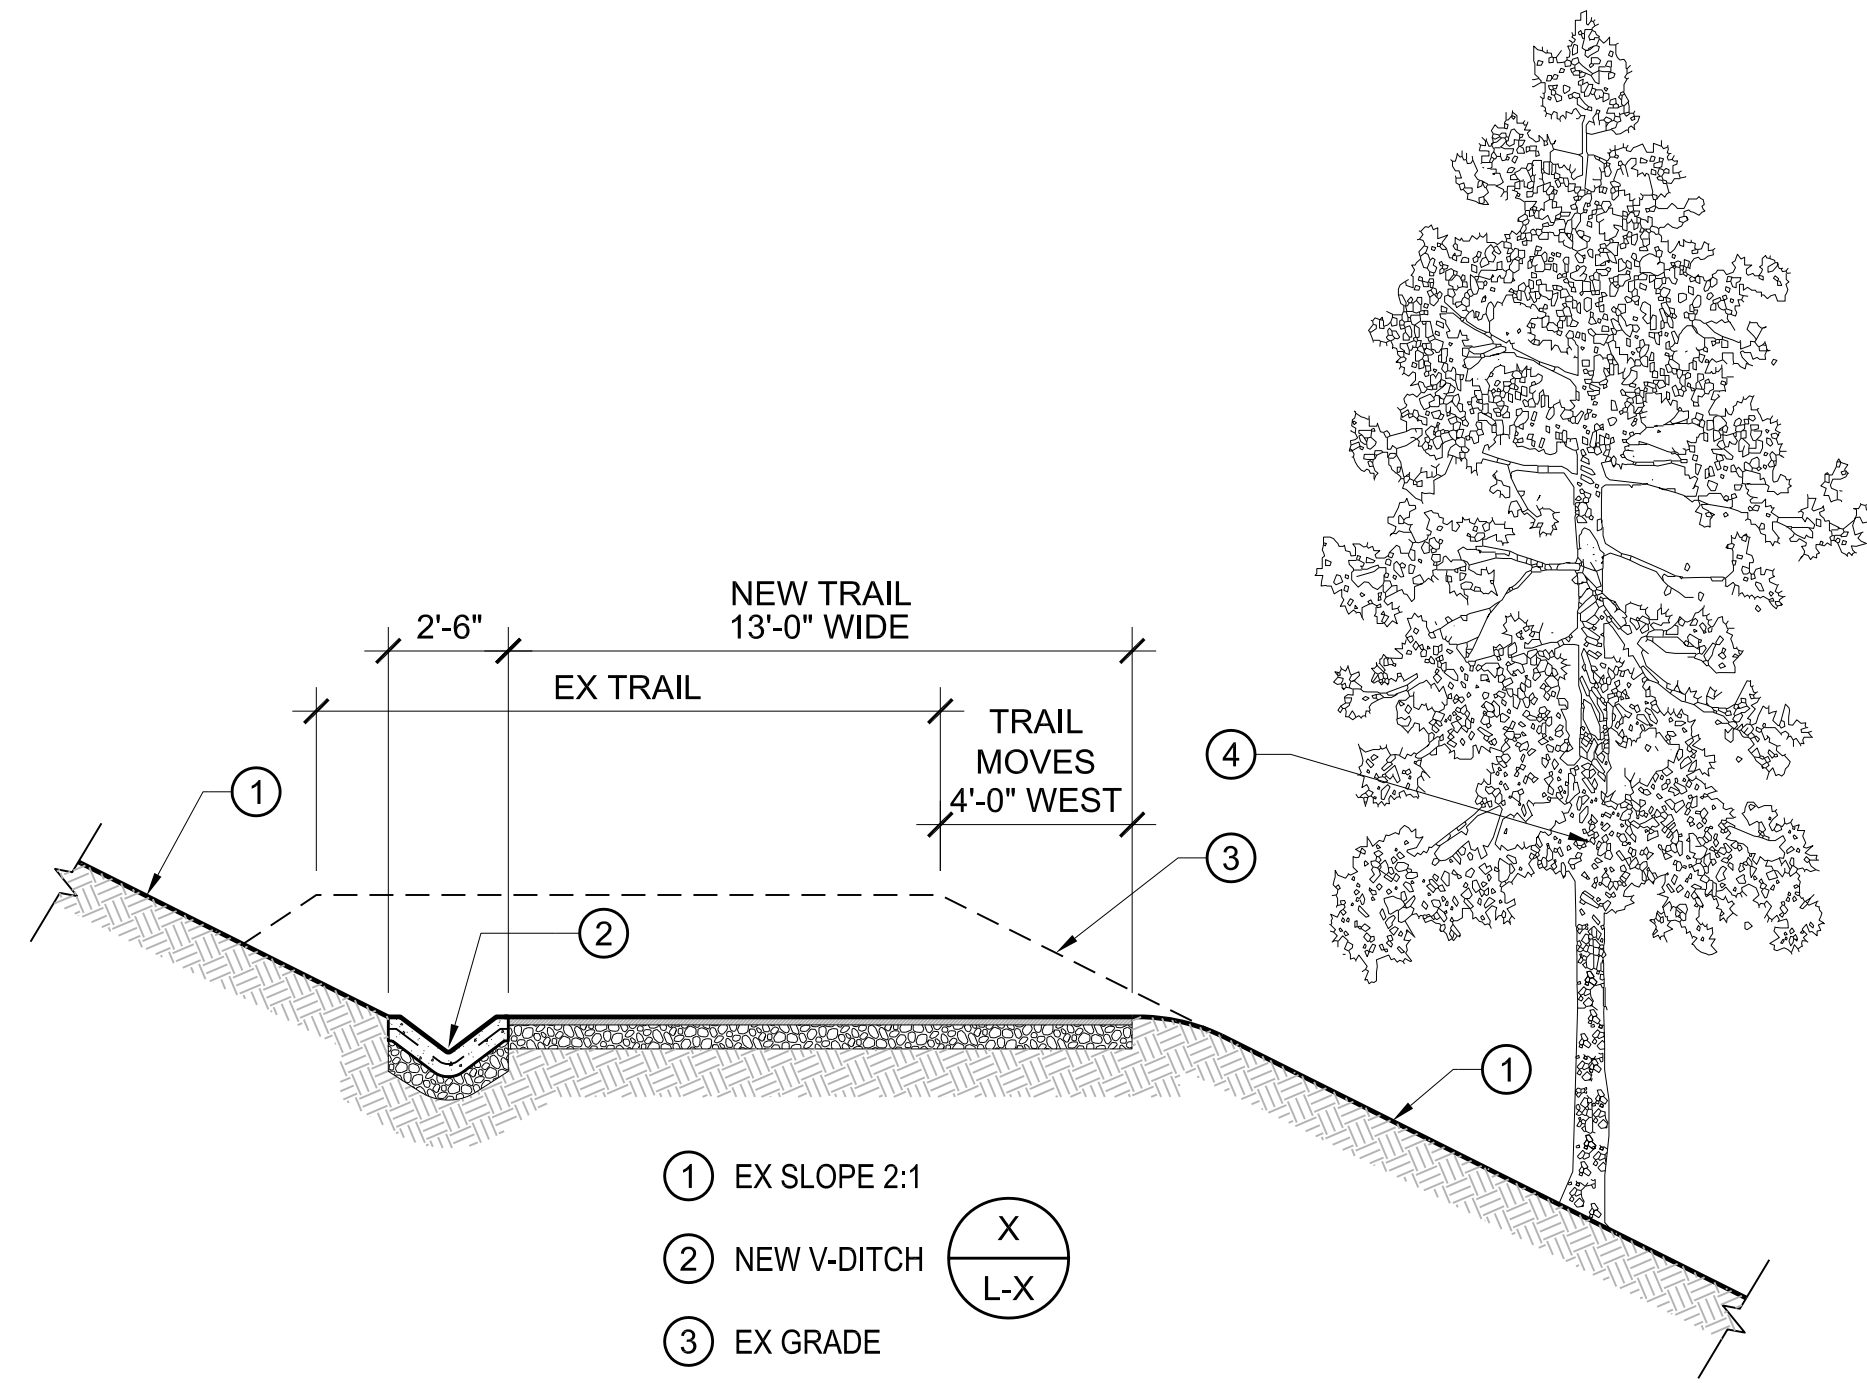 NEW TRAIL
2'-6" 13'-0" WIDE
EX TRAIL
TRAIL
MOVES
4'-0" WEST
4
1
3
2
1
1 EX SLOPE 2:1
2 NEW V-DITCH
X
L-X
3 EX GRADE